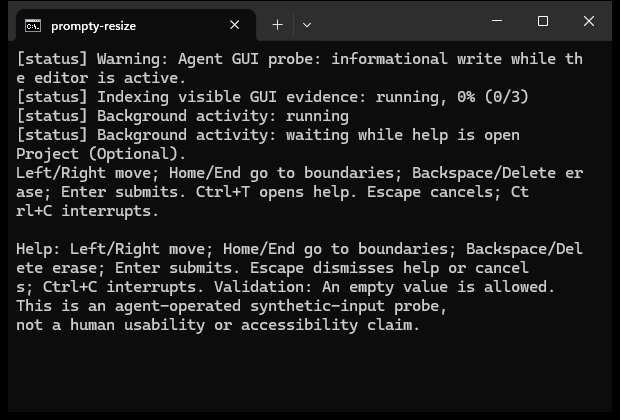 prompty-resize
[status] Warning: Agent GUI probe: informational write while th
e editor is active.
[status] Indexing visible GUI evidence: running, 0% (0/3)
[status] Background activity: running
[status] Background activity: waiting while help is open
Project (Optional).
Left/Right move; Home/End go to boundaries; Backspace/Delete er
ase; Enter submits. Ctrl+T opens help. Escape cancels; Ct
rl+C interrupts.

Help: Left/Right move; Home/End go to boundaries; Backspace/Del
ete erase; Enter submits. Escape dismisses help or cancel
s; Ctrl+C interrupts. Validation: An empty value is allowed.
This is an agent-operated synthetic-input probe,
not a human usability or accessibility claim.